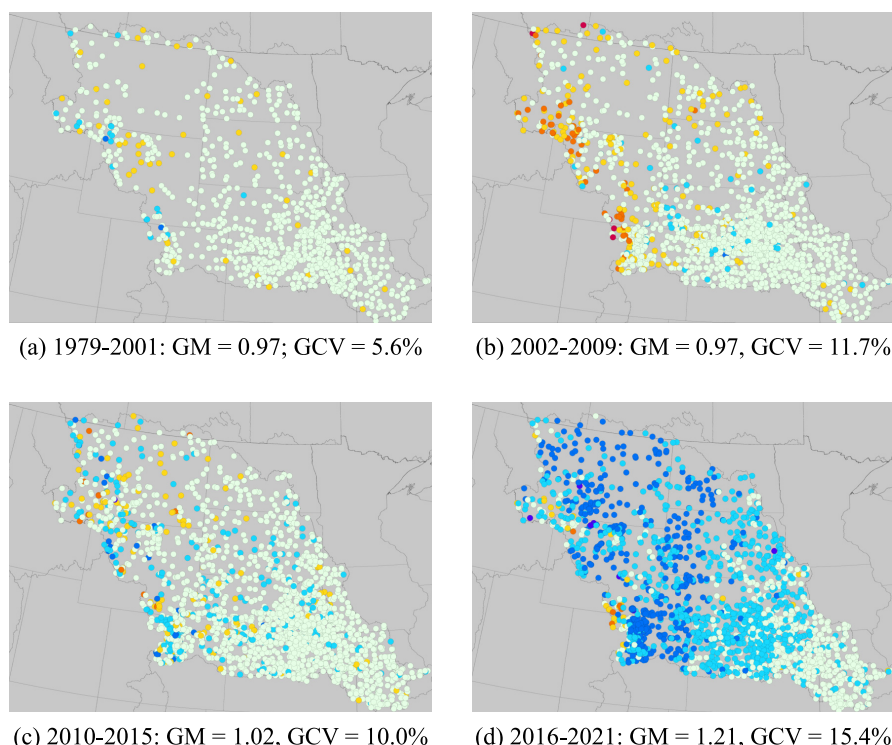 (a) 1979-2001: GM = 0.97; GCV = 5.6%
(b) 2002-2009: GM = 0.97, GCV = 11.7%
(c) 2010-2015: GM = 1.02, GCV = 10.0%
(d) 2016-2021: GM = 1.21, GCV = 15.4%